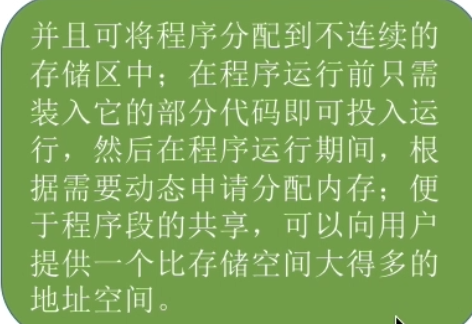 并且可将程序分配到不连续的
存储区中；在程序运行前只需
装入它的部分代码即可投入运
行，然后在程序运行期间，根
据需要动态申请分配内存；便
于程序段的共享，可以向用户
提供一个比存储空间大得多的
地址空间。